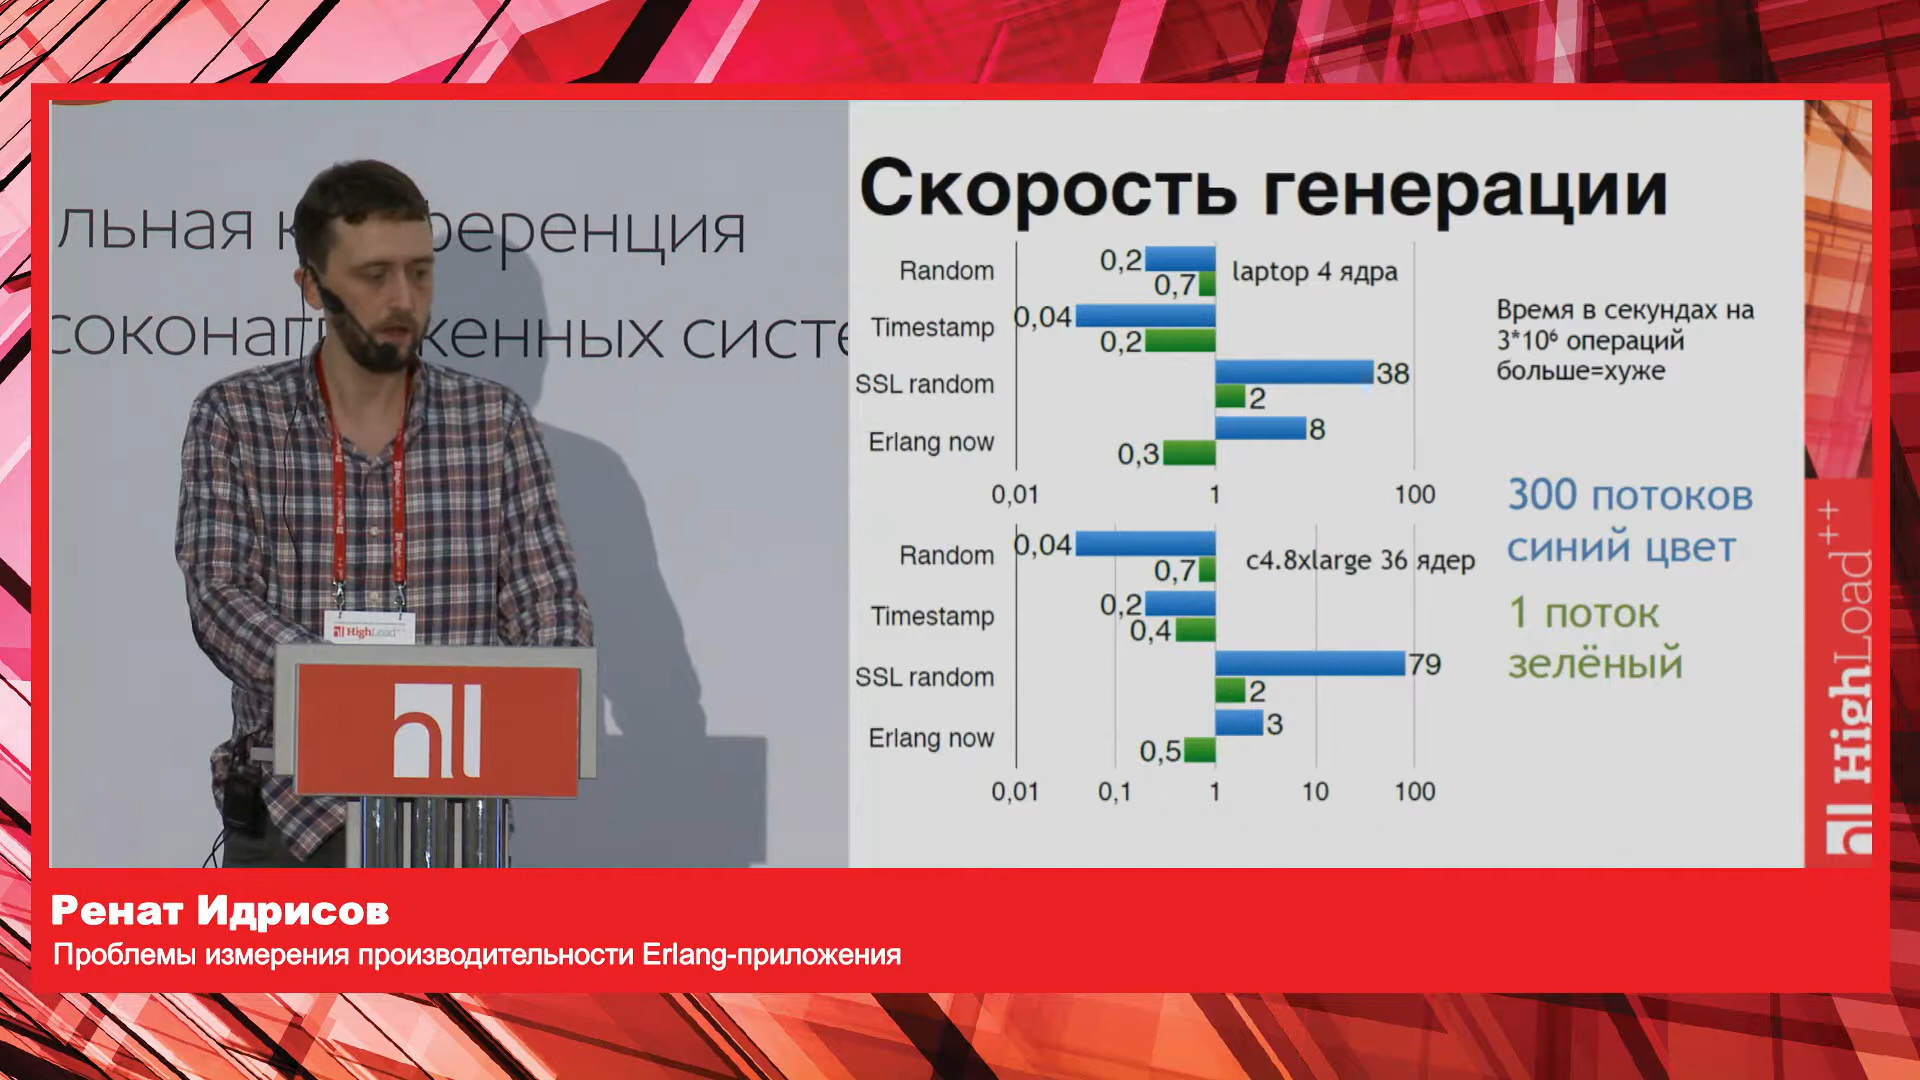 льная конференция
соконагруженных систе
HighLoad++
Скорость генерации
Random
0,2
0,7
laptop 4 ядра
Timestamp
0,04
0,2
SSL random
38
2
Erlang now
8
0,3
0,01 1 100
Время в секундах на
3*10⁶ операций
больше=хуже
Random
0,04
0,7
c4.8xlarge 36 ядер
Timestamp
0,2
0,4
SSL random
79
2
Erlang now
3
0,5
0,01 0,1 1 10 100
300 потоков
синий цвет
1 поток
зелёный
HighLoad++
Ренат Идрисов
Проблемы измерения производительности Erlang-приложения